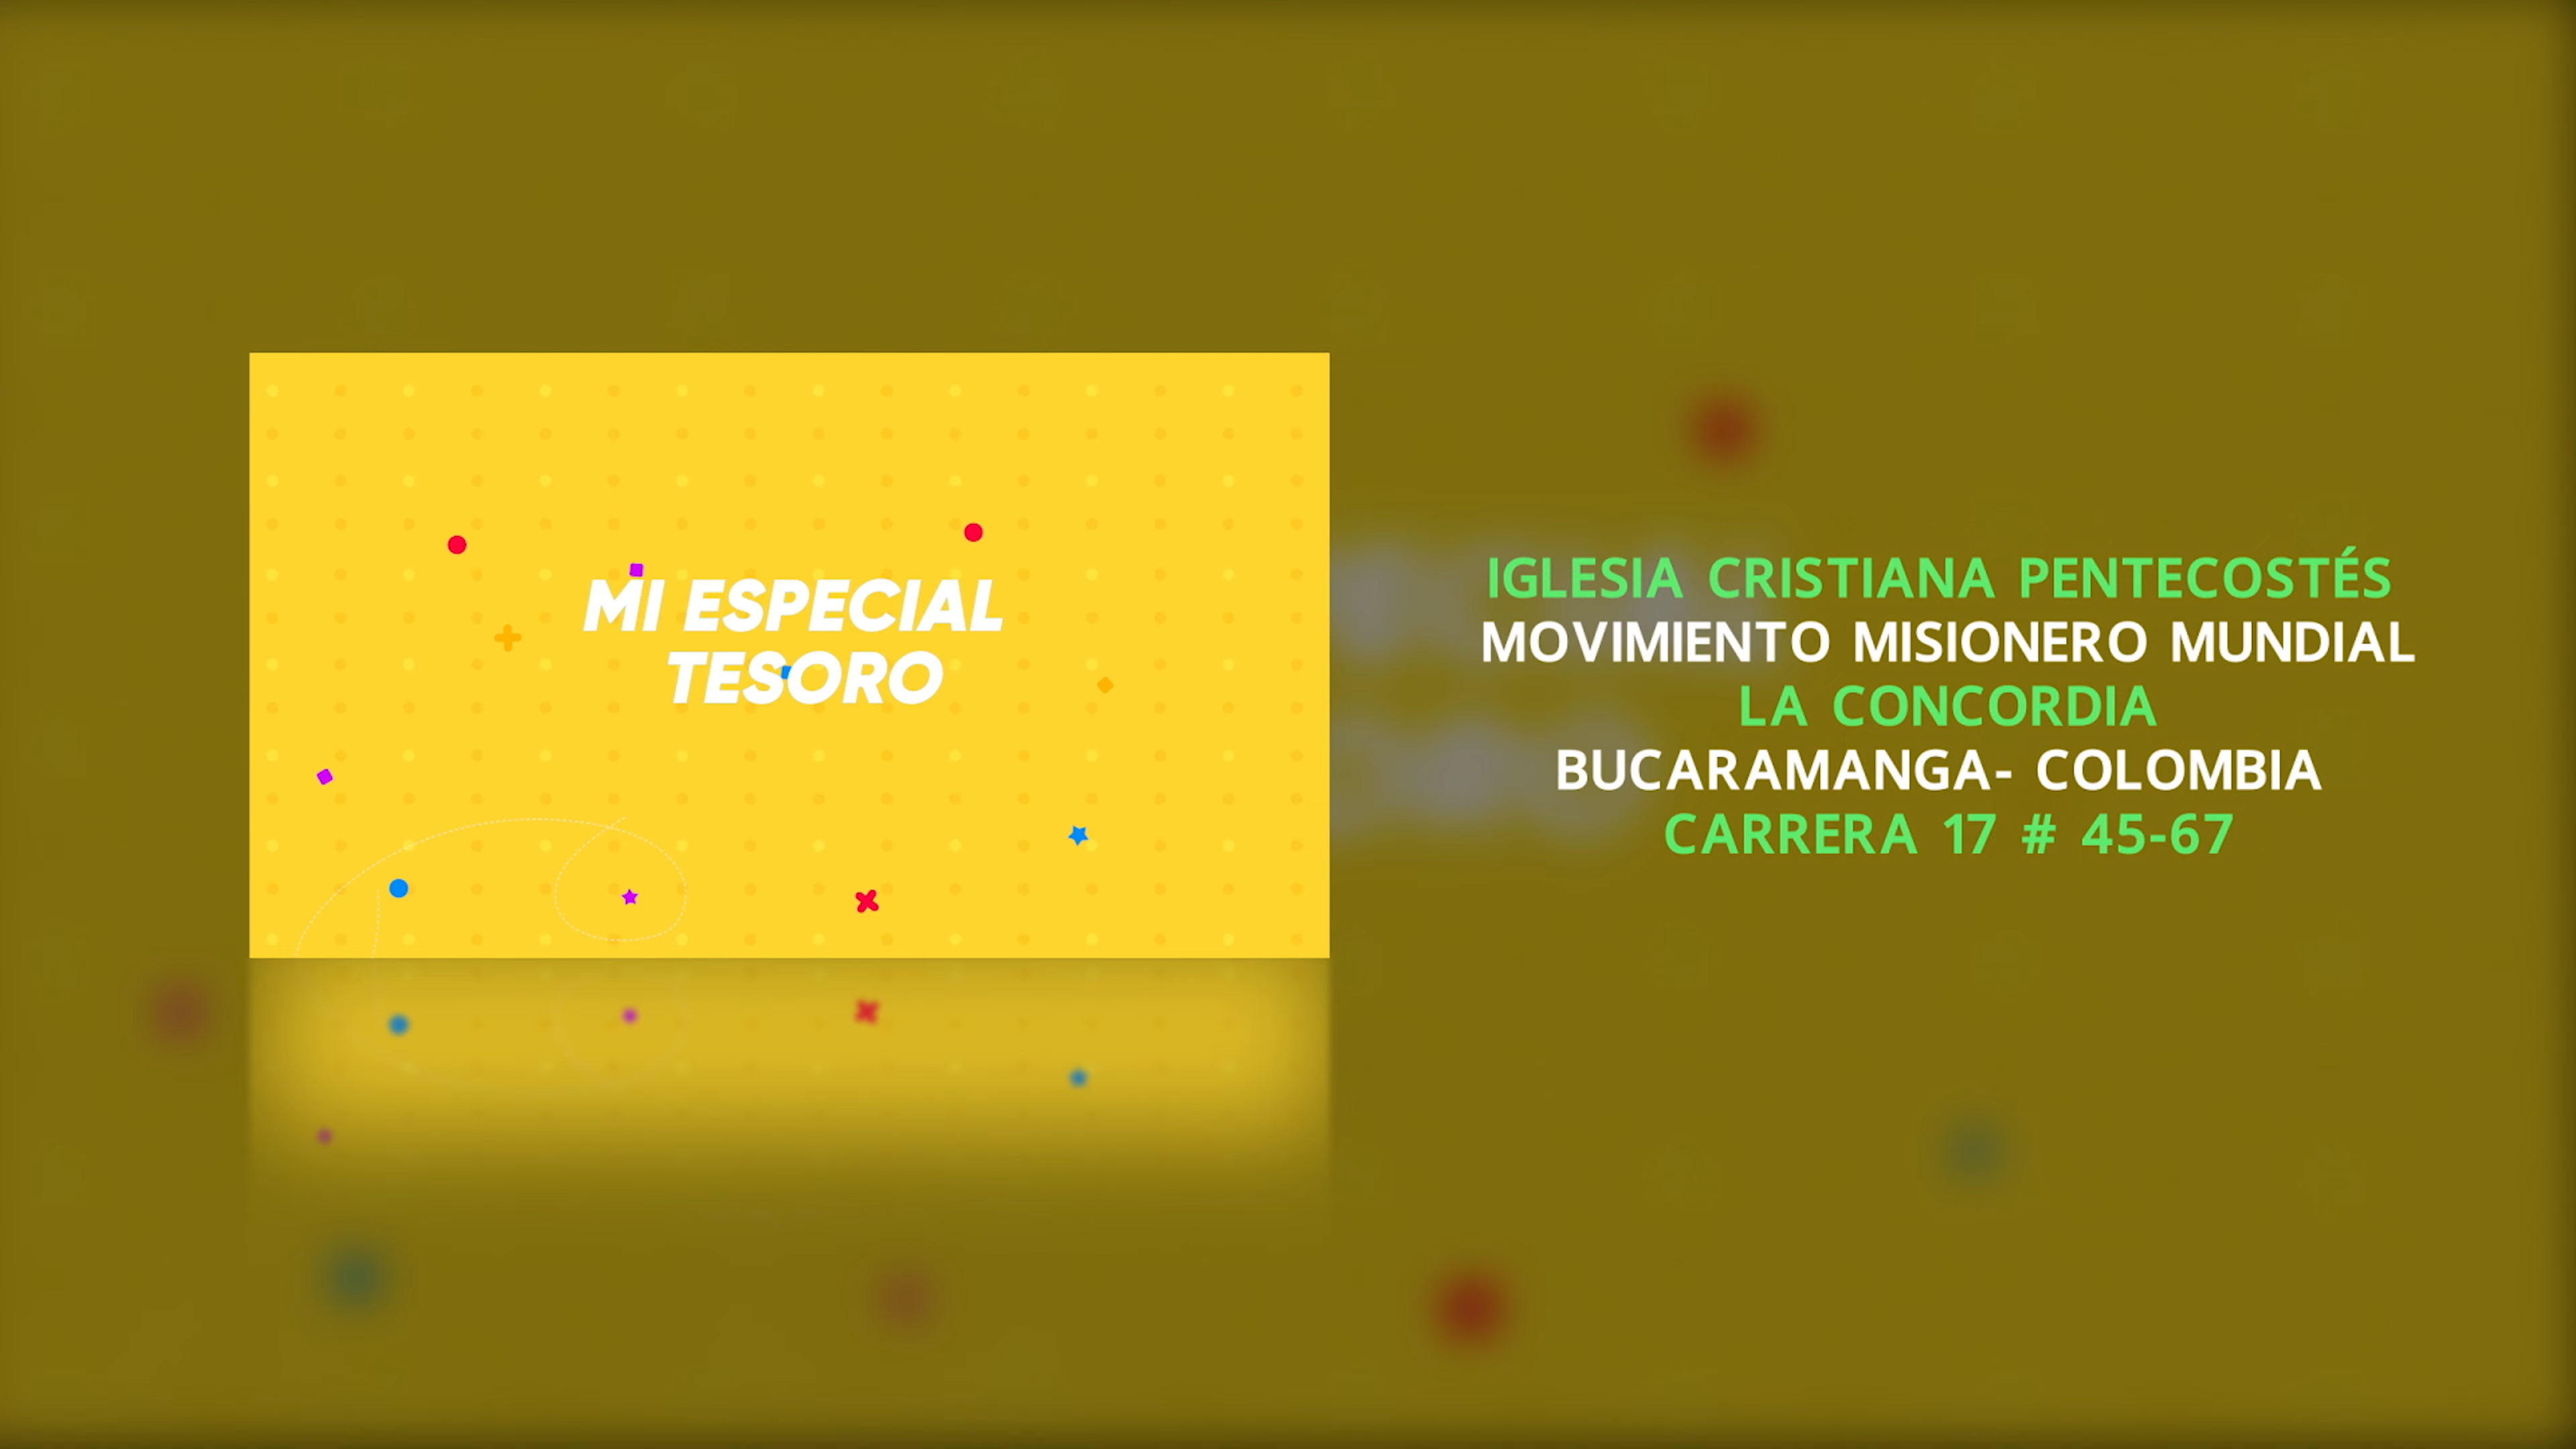 MI ESPECIAL
TESORO
IGLESIA CRISTIANA PENTECOSTÉS
MOVIMIENTO MISIONERO MUNDIAL
LA CONCORDIA
BUCARAMANGA- COLOMBIA
CARRERA 17 # 45-67